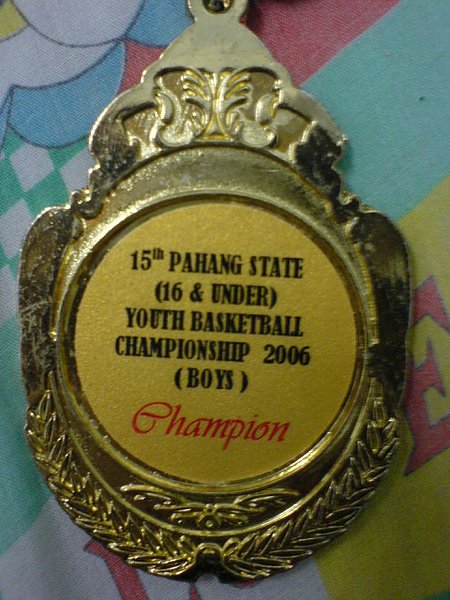 15th PAHANG STATE
(16 & UNDER)
YOUTH BASKETBALL
CHAMPIONSHIP 2006
(BOYS)
Champion